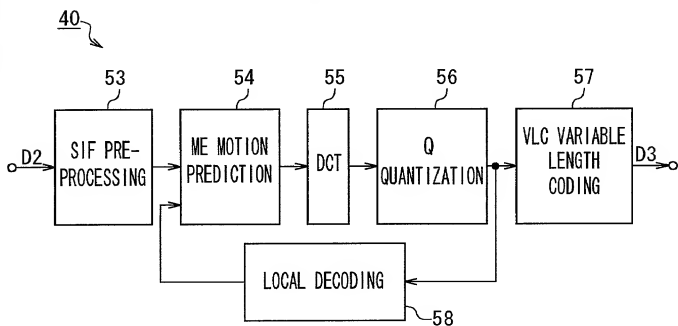 40
53
54
55
56
57
D2
SIF PRE-
PROCESSING
ME MOTION
PREDICTION
DCT
Q
QUANTIZATION
VLC VARIABLE
LENGTH
CODING
D3
LOCAL DECODING
58